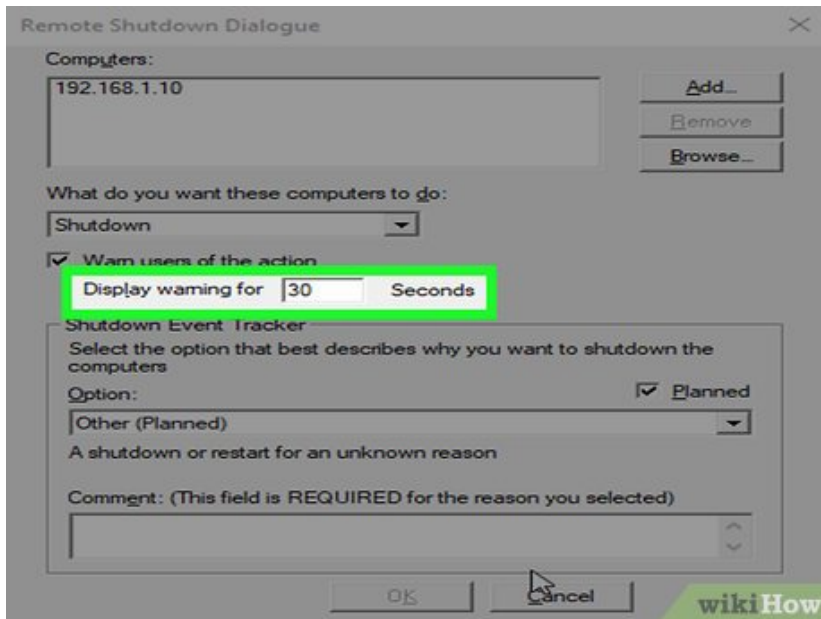 Remote Shutdown Dialogue
Computers:
192.168.1.10
Add...
Remove
Browse...
What do you want these computers to do:
Shutdown
Warn users of the action
Display warning for 30 Seconds
Shutdown Event Tracker
Select the option that best describes why you want to shutdown the
computers
Option:
Planned
Other (Planned)
A shutdown or restart for an unknown reason
Comment: (This field is REQUIRED for the reason you selected)
OK
Cancel
wikiHow